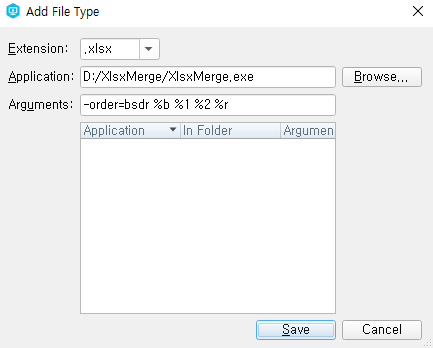 Add File Type
Extension: .xlsx
Application: D:/XlsxMerge/XlsxMerge.exe Browse...
Arguments: -order=bsdr %b %1 %2 %r
Application In Folder Argumen
Save Cancel